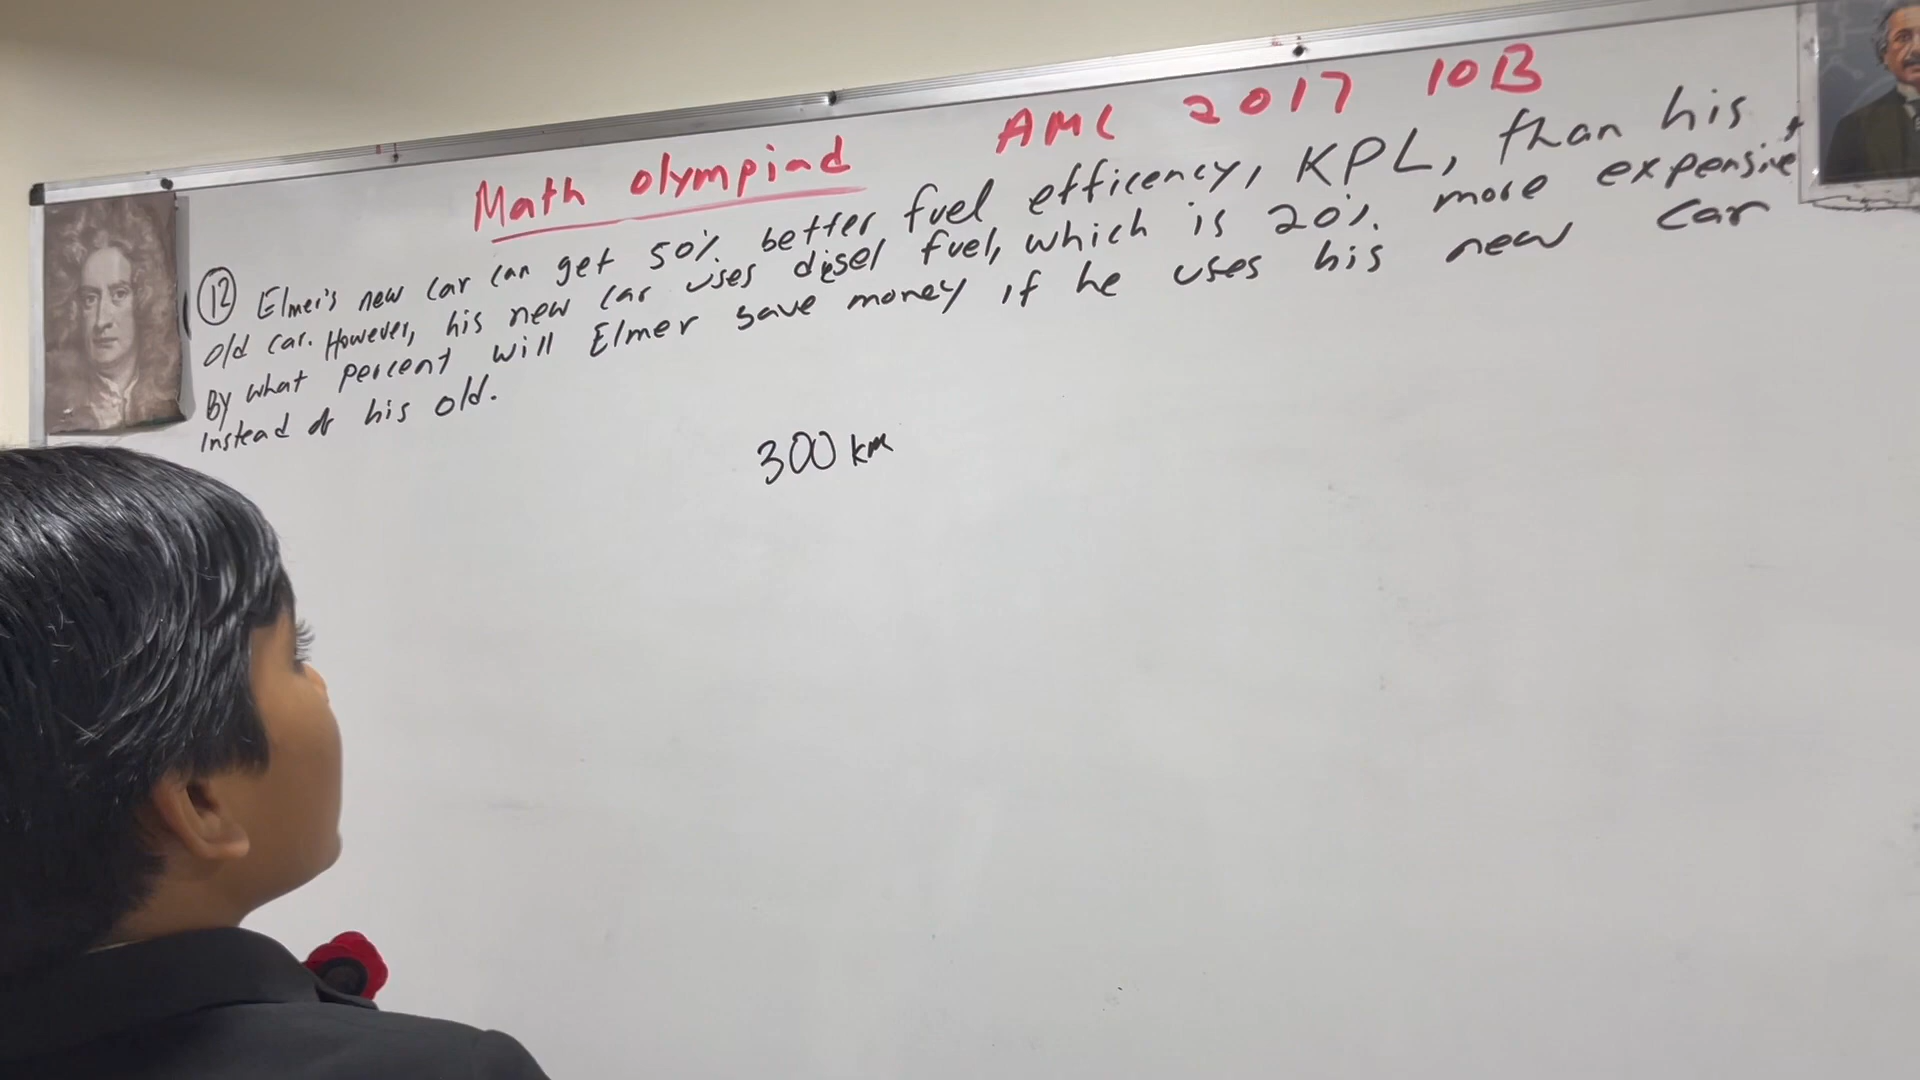 Math olympiad AMC 2017 10B
12 Elmer's new car can get 50% better fuel efficency, KPL, than his
old car. However, his new car uses diesel fuel, which is 20% more expensive.
By what percent will Elmer save money if he uses his new car
instead of his old.
300 km